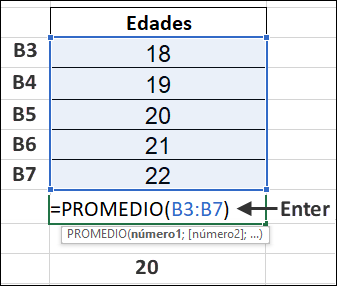 Edades
B3 18
B4 19
B5 20
B6 21
B7 22
=PROMEDIO(B3:B7) Enter
PROMEDIO(número1; [número2]; ...)
20